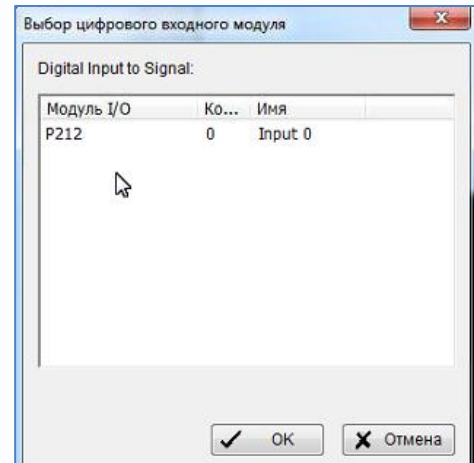 Выбор цифрового входного модуля
Digital Input to Signal:
Модуль I/O Ко... Имя
P212 0 Input 0
OK Отмена